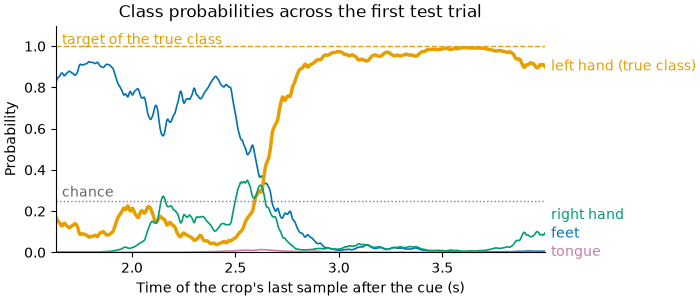 Class probabilities across the first test trial
target of the true class
left hand (true class)
chance
right hand
feet
tongue
Probability
1.0
0.8
0.6
0.4
0.2
0.0
2.0
2.5
3.0
3.5
Time of the crop's last sample after the cue (s)